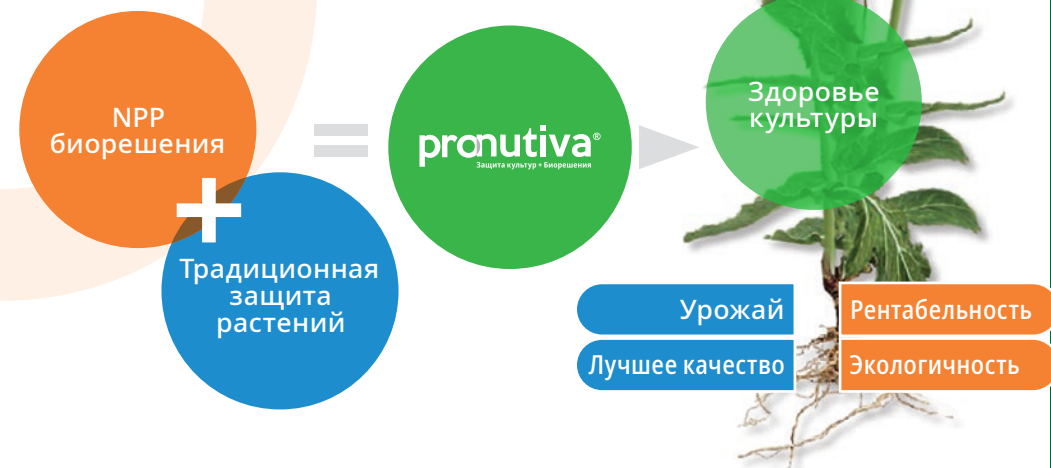 NPP
биорешения
+
Традиционная
защита
растений
=
pronutiva®
Защита культур + Биорешения
Здоровье
культуры
Урожай
Рентабельность
Лучшее качество
Экологичность